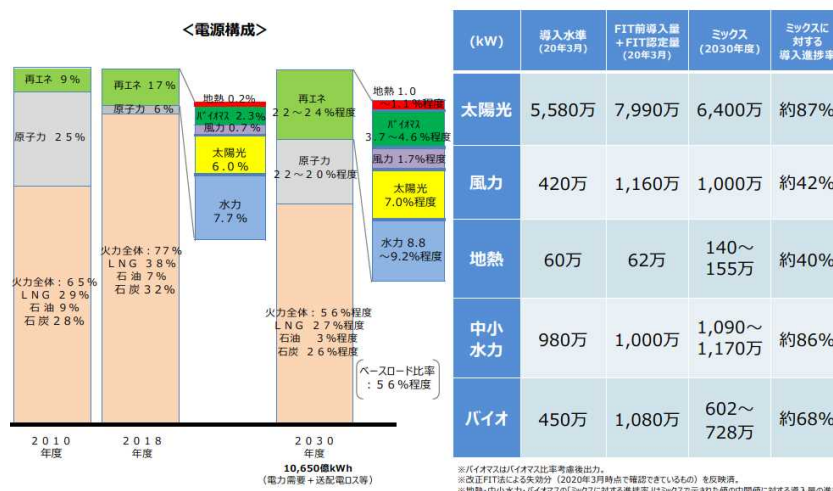 ＜電源構成＞
再エネ 9%
原子力 25%
火力全体：65%
LNG 29%
石油 9%
石炭 28%
2010
年度
再エネ 17%
原子力 6%
火力全体：77%
LNG 38%
石油 7%
石炭 32%
2018
年度
地熱 0.2%
バイオマス 2.3%
風力 0.7%
太陽光
6.0%
水力
7.7%
再エネ
22～24%程度
原子力
22～20%程度
火力全体：56%程度
LNG 27%程度
石油 3%程度
石炭 26%程度
2030
年度
10,650億kWh
（電力需要＋送配電ロス等）
地熱 1.0
～1.1%程度
バイオマス
3.7～4.6%程度
風力 1.7%程度
太陽光
7.0%程度
水力 8.8
～9.2%程度
ベースロード比率
：56%程度
(kW) 導入水準 (20年3月) FIT前導入量 ＋FIT認定量 (20年3月) ミックス (2030年度) ミックスに 対する 導入進捗率
太陽光 5,580万 7,990万 6,400万 約87%
風力 420万 1,160万 1,000万 約42%
地熱 60万 62万 140～ 155万 約40%
中小 水力 980万 1,000万 1,090～ 1,170万 約86%
バイオ 450万 1,080万 602～ 728万 約68%
※バイオマスはバイオマス比率考慮後出力。
※改正FIT法による失効分（2020年3月時点で確認できているもの）を反映済。